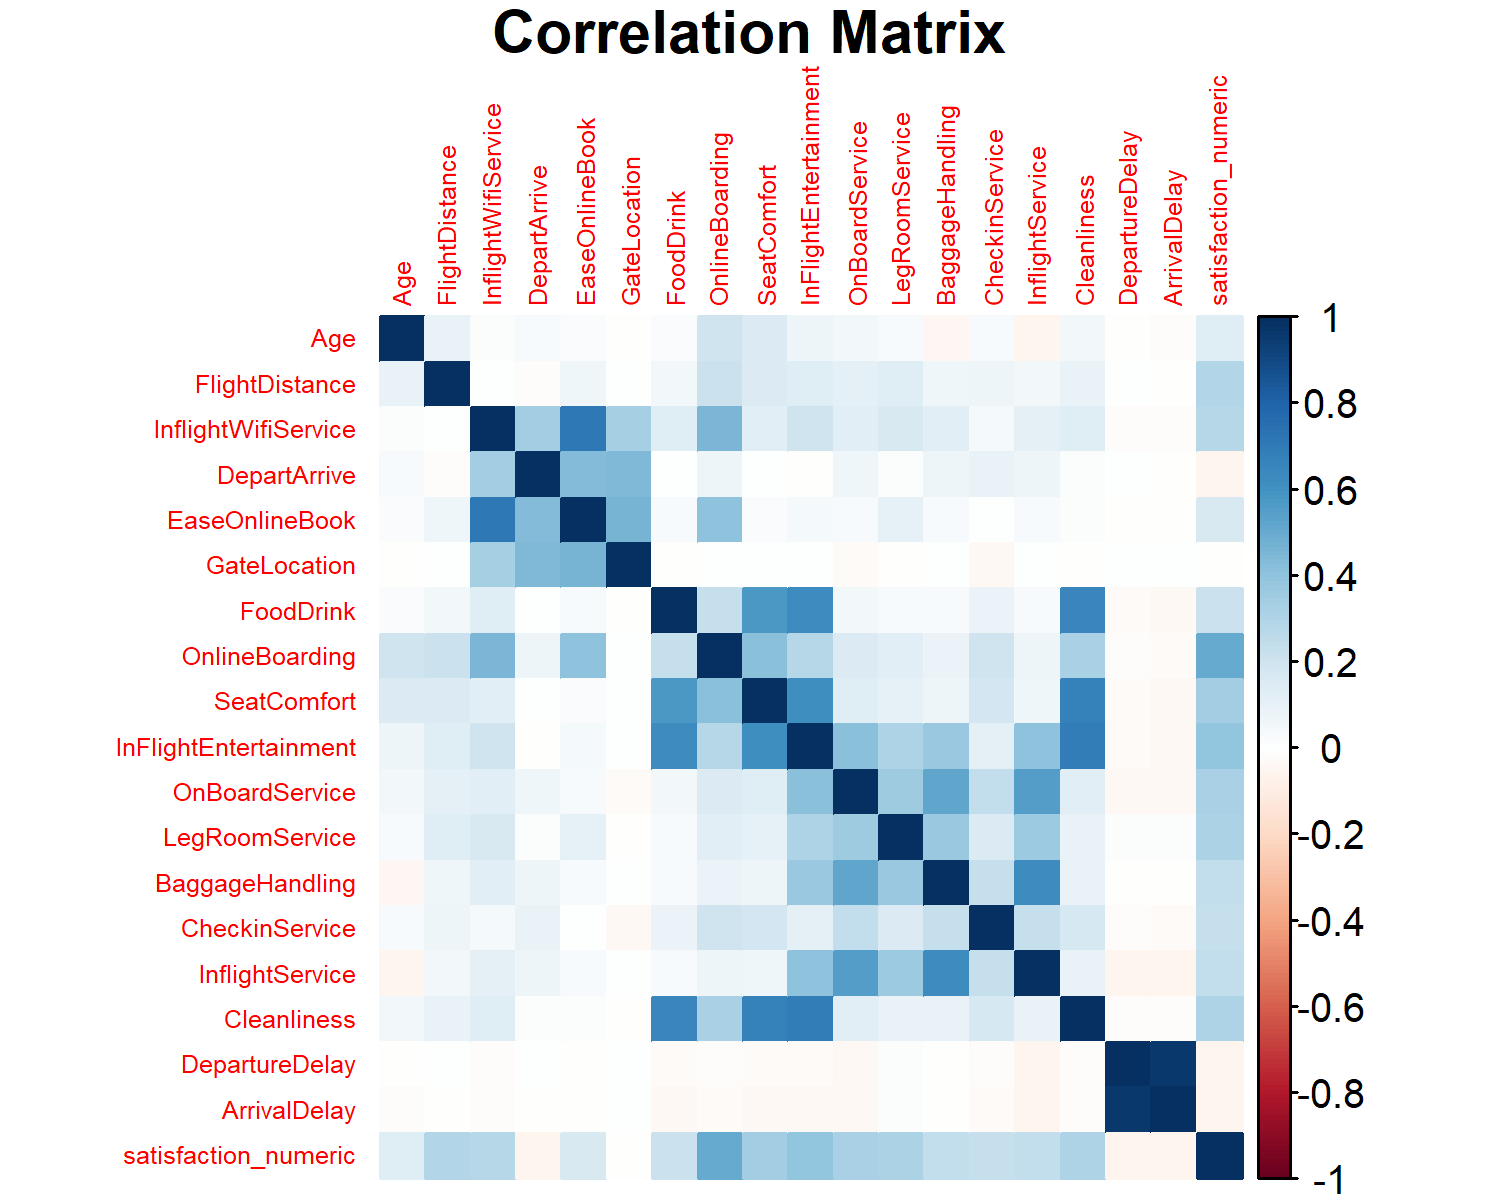 Correlation Matrix
Age
FlightDistance
InflightWifiService
DepartArrive
EaseOnlineBook
GateLocation
FoodDrink
OnlineBoarding
SeatComfort
InFlightEntertainment
OnBoardService
LegRoomService
BaggageHandling
CheckinService
InflightService
Cleanliness
DepartureDelay
ArrivalDelay
satisfaction_numeric
Age
FlightDistance
InflightWifiService
DepartArrive
EaseOnlineBook
GateLocation
FoodDrink
OnlineBoarding
SeatComfort
InFlightEntertainment
OnBoardService
LegRoomService
BaggageHandling
CheckinService
InflightService
Cleanliness
DepartureDelay
ArrivalDelay
satisfaction_numeric
1
0.8
0.6
0.4
0.2
0
-0.2
-0.4
-0.6
-0.8
-1